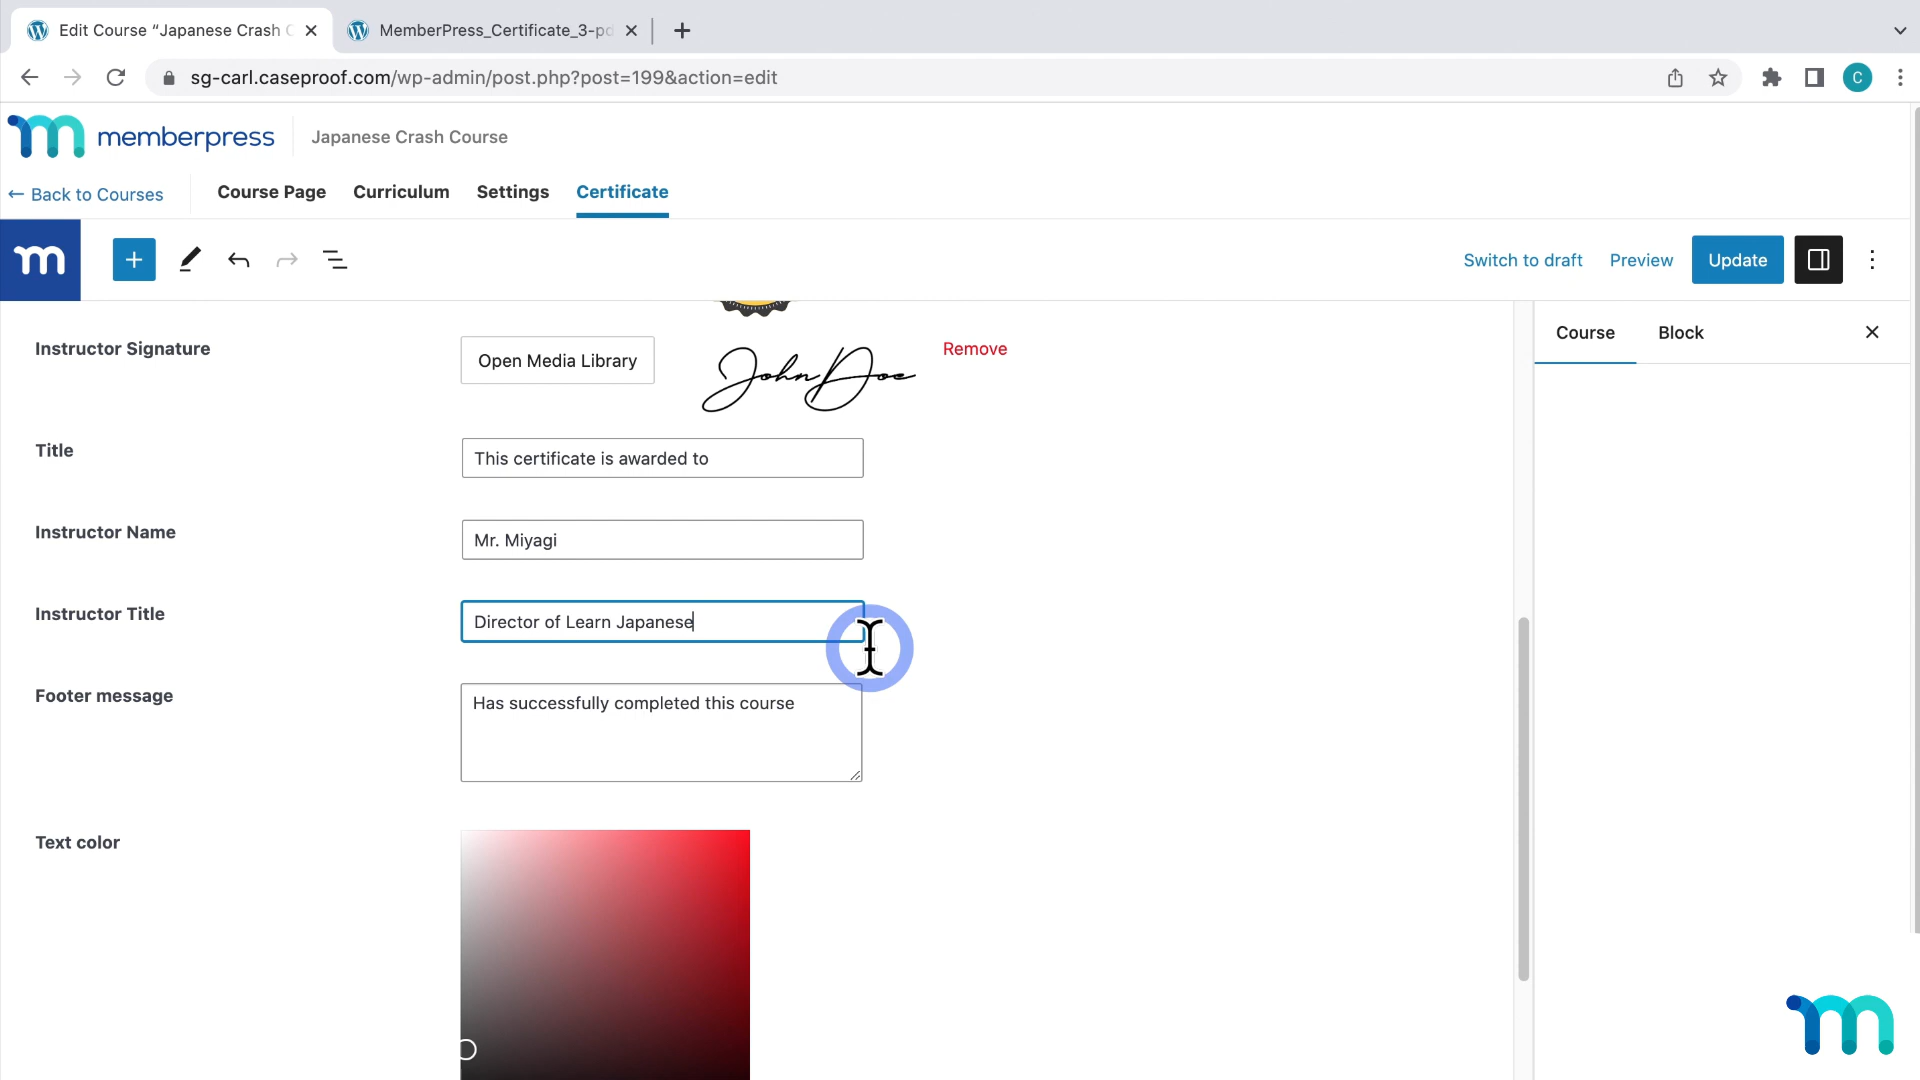 Edit Course “Japanese Crash C
MemberPress_Certificate_3-pd
sg-carl.caseproof.com/wp-admin/post.php?post=199&action=edit
C
memberpress
Japanese Crash Course
← Back to Courses
Course Page
Curriculum
Settings
Certificate
m
Switch to draft
Preview
Update
Course
Block
Instructor Signature
Open Media Library
John Doe
Remove
Title
This certificate is awarded to
Instructor Name
Mr. Miyagi
Instructor Title
Director of Learn Japanese
Footer message
Has successfully completed this course
Text color